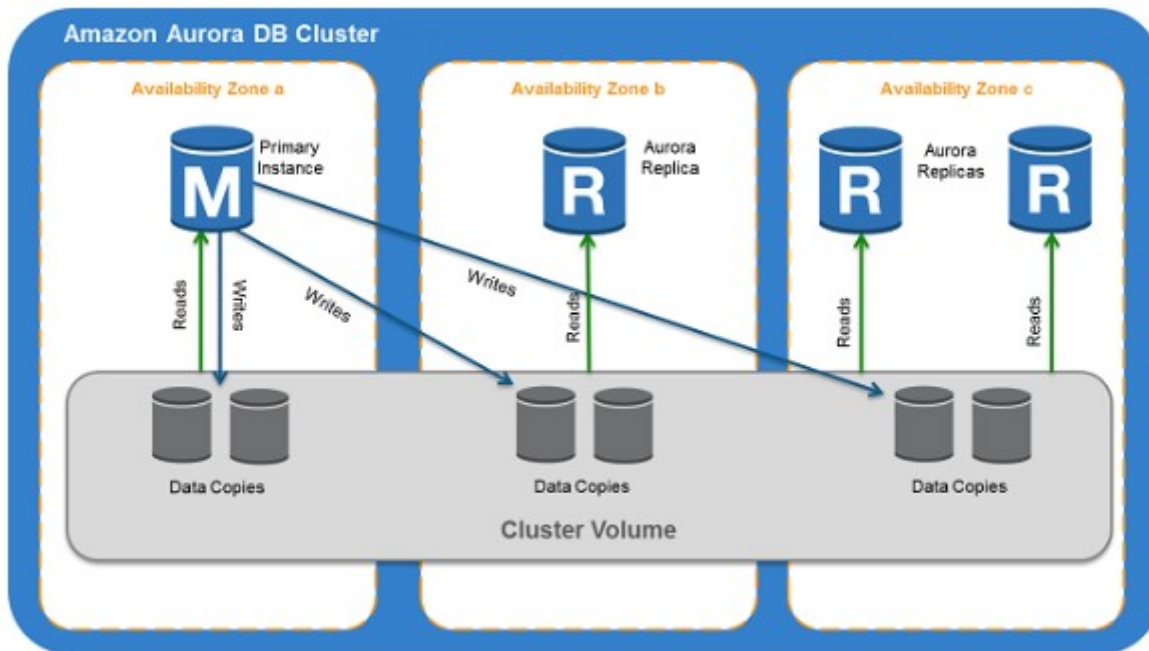 Amazon Aurora DB Cluster
Availability Zone a
Availability Zone b
Availability Zone c
Primary
Instance
M
Aurora
Replica
R
R
Aurora
Replicas
R
Reads
Writes
Writes
Writes
Reads
Reads
Reads
Data Copies
Data Copies
Data Copies
Cluster Volume